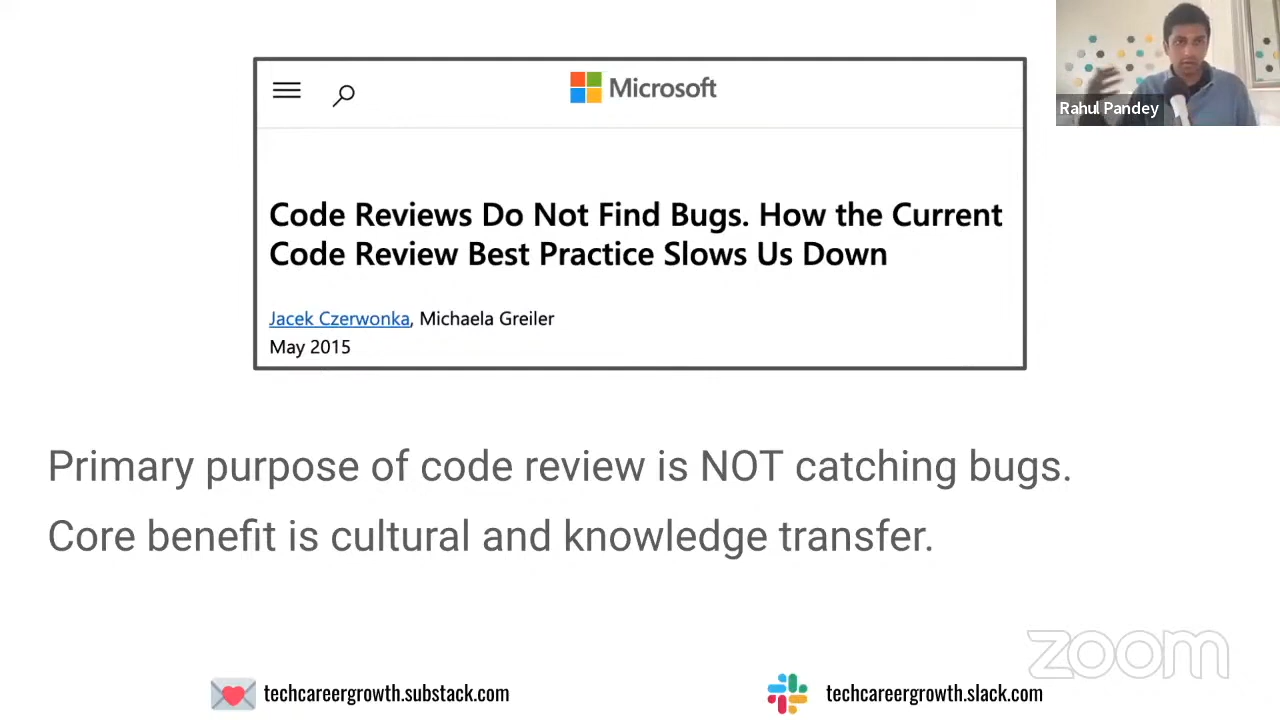 Microsoft
Rahul Pandey
Code Reviews Do Not Find Bugs. How the Current
Code Review Best Practice Slows Us Down
Jacek Czerwonka, Michaela Greiler
May 2015
Primary purpose of code review is NOT catching bugs.
Core benefit is cultural and knowledge transfer.
zoom
techcareergrowth.substack.com
techcareergrowth.slack.com